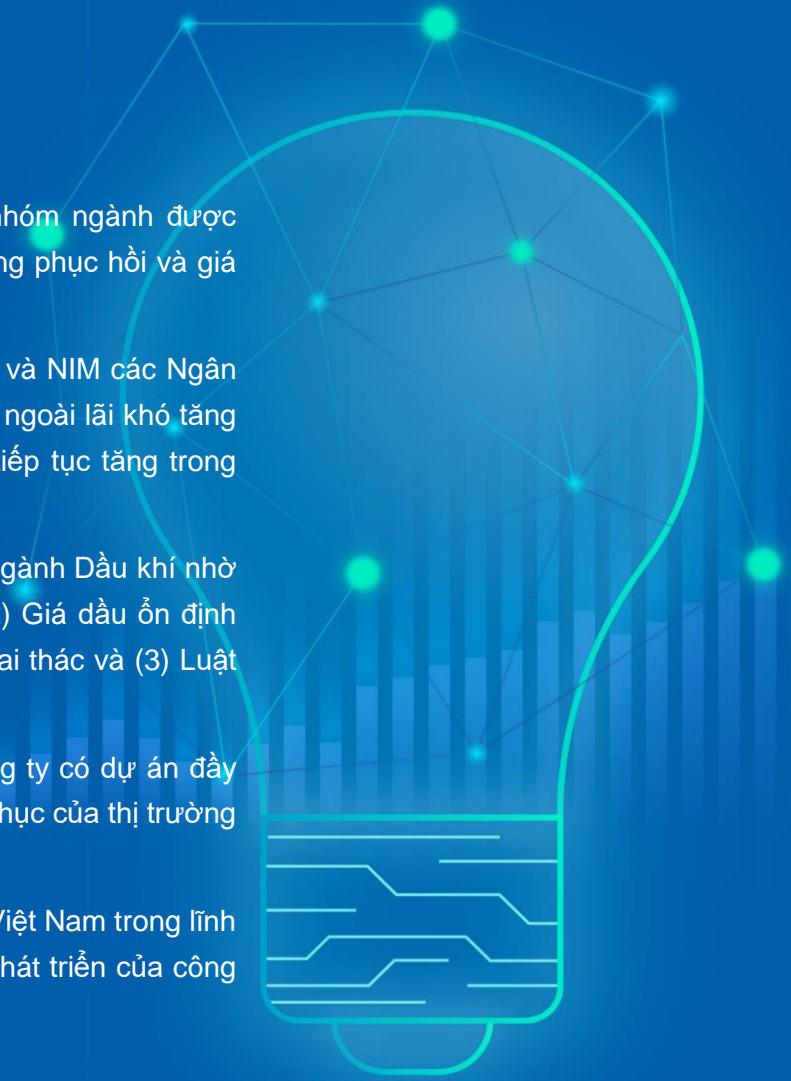 nhóm ngành được
ng phục hồi và giá
và NIM các Ngân
ngoài lãi khó tăng
tiếp tục tăng trong
gành Dầu khí nhờ
) Giá dầu ổn định
ai thác và (3) Luật
g ty có dự án đầy
hục của thị trường
Việt Nam trong lĩnh
hát triển của công